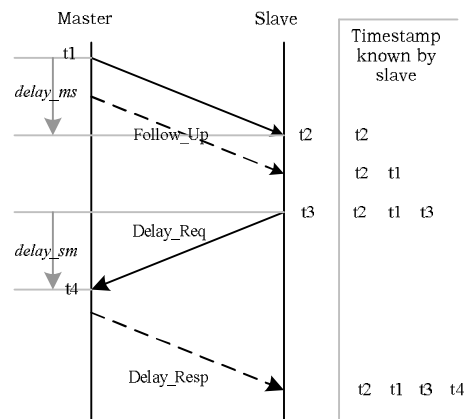 Master
Slave
Timestamp
known by
slave
t1
delay_ms
Follow_Up
t2
t2
t2 t1
t3
t2 t1 t3
Delay_Req
delay_sm
t4
Delay_Resp
t2 t1 t3 t4